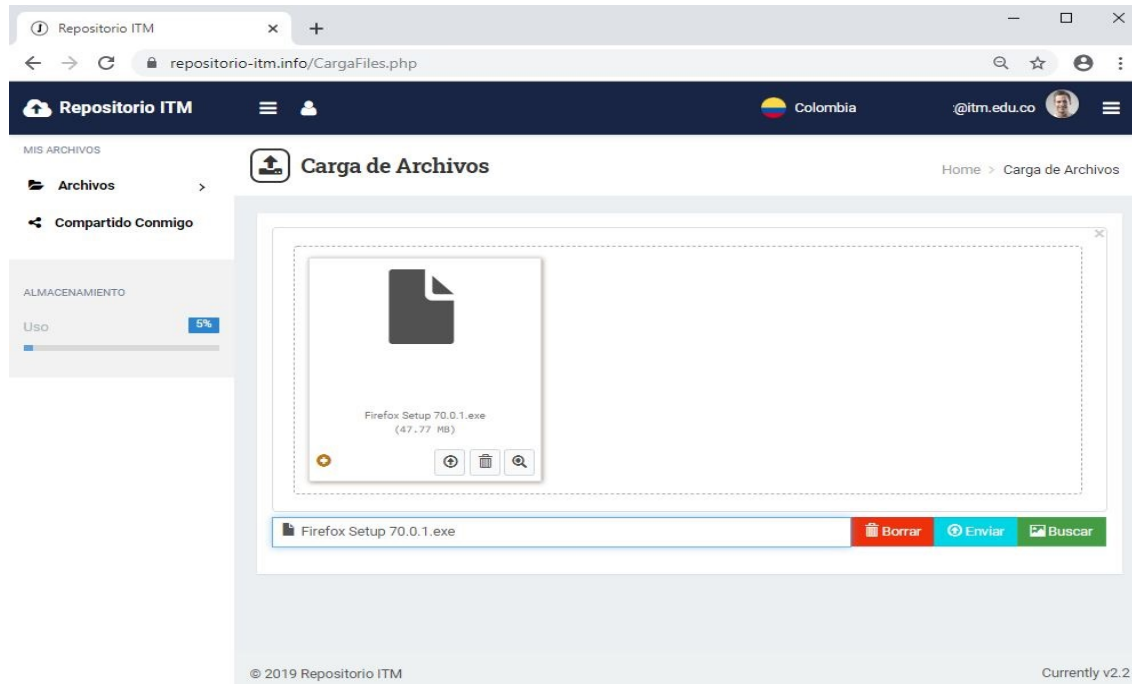 Repositorio ITM
repositorio-itm.info/CargaFiles.php
Repositorio ITM
Colombia
@itm.edu.co
MIS ARCHIVOS
Archivos
Compartido Conmigo
ALMACENAMIENTO
Uso
5%
Carga de Archivos
Home > Carga de Archivos
Firefox Setup 70.0.1.exe
(47.77 MB)
Firefox Setup 70.0.1.exe
Borrar
Enviar
Buscar
© 2019 Repositorio ITM
Currently v2.2